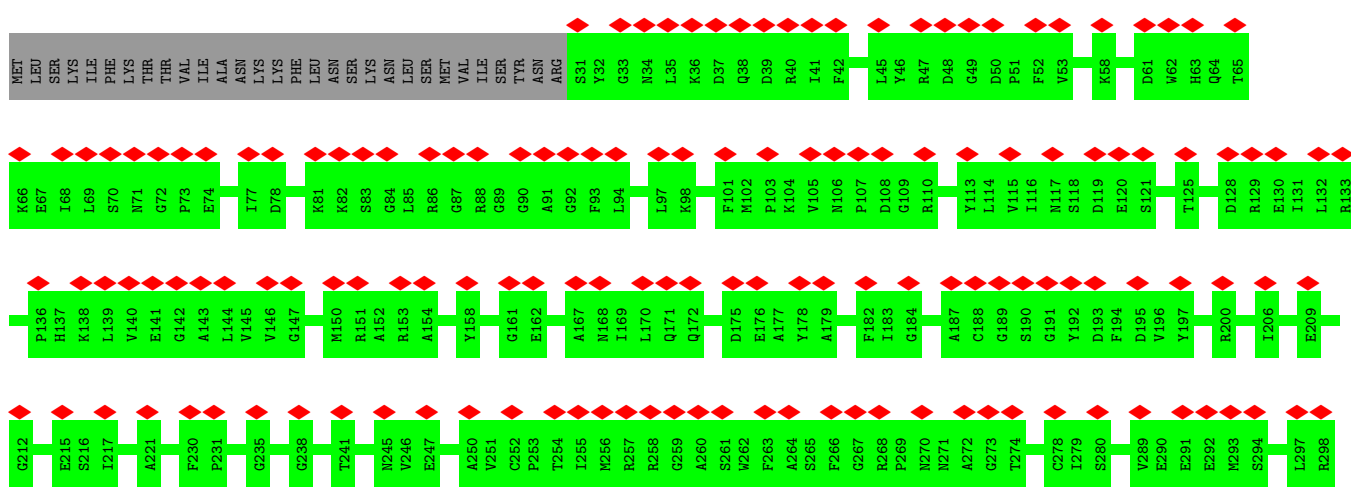 MET LEU SER LYS ILE PHE LYS THR THR VAL ILE ALA ASN LYS LYS PHE LEU ASN SER LYS ASN LEU SER MET VAL ILE SER TYR ASN ARG S31 Y32 G33 N34 L35 K36 D37 Q38 D39 R40 I41 F42 L45 Y46 R47 D48 G49 D50 P51 F52 V53 K58 D61 W62 H63 Q64 T65
K66 E67 I68 L69 S70 N71 G72 P73 E74 I77 D78 K81 K82 S83 G84 L85 R86 G87 R88 G89 G90 A91 G92 F93 L94 L97 K98 F101 M102 P103 K104 V105 N106 P107 D108 G109 R110 Y113 L114 V115 I116 N117 S118 D119 E120 S121 T125 D128 R129 E130 I131 L132 R133
P136 H137 K138 L139 V140 E141 G142 A143 L144 V145 V146 G147 M150 R151 A152 R153 A154 Y158 G161 E162 A167 N168 I169 L170 Q171 Q172 D175 E176 A177 Y178 A179 F182 I183 G184 A187 C188 G189 S190 G191 Y192 D193 F194 D195 V196 Y197 R200 I206 E209
G212 E215 S216 I217 A221 F230 P231 G235 G238 T241 N245 V246 E247 A250 V251 C252 P253 T254 I255 M256 R257 R258 G259 A260 S261 W262 F263 A264 S265 F266 G267 R268 P269 N270 N271 A272 G273 T274 C278 I279 S280 V289 E290 E291 E292 M293 S294 L297 R298